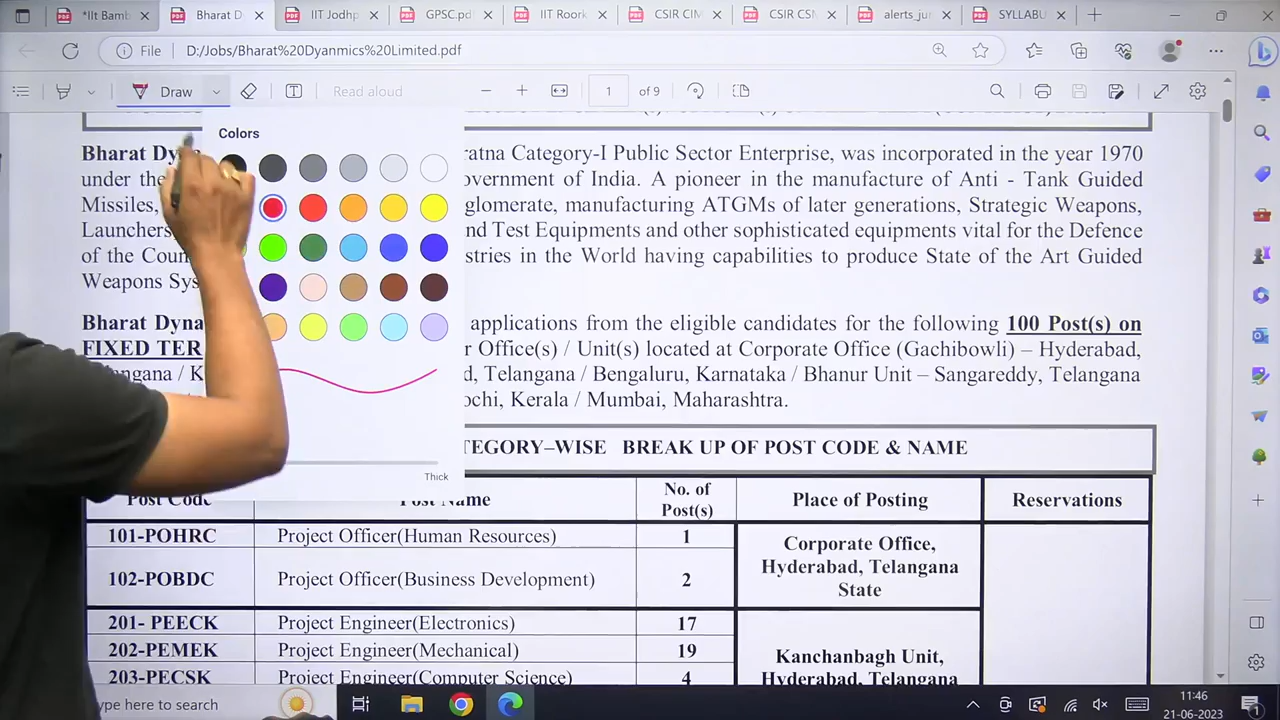 *IIt Bamb
Bharat D
IIT Jodhp
GPSC.pd
IIT Roork
CSIR CIM
CSIR CSM
alerts_jun
SYLLABU
File D:/Jobs/Bharat%20Dyanmics%20Limited.pdf
Draw Read aloud 1 of 9
Colors
Bharat Dyna ratna Category-I Public Sector Enterprise, was incorporated in the year 1970
under the overnment of India. A pioneer in the manufacture of Anti - Tank Guided
Missiles, glomerate, manufacturing ATGMs of later generations, Strategic Weapons,
Launchers, nd Test Equipments and other sophisticated equipments vital for the Defence
of the Coun stries in the World having capabilities to produce State of the Art Guided
Weapons Sys
Bharat Dyna applications from the eligible candidates for the following 100 Post(s) on
FIXED TER r Office(s) / Unit(s) located at Corporate Office (Gachibowli) – Hyderabad,
langana / K d, Telangana / Bengaluru, Karnataka / Bhanur Unit – Sangareddy, Telangana
ochi, Kerala / Mumbai, Maharashtra.
TEGORY–WISE BREAK UP OF POST CODE & NAME
Thick
Post Code Post Name No. of Post(s) Place of Posting Reservations
101-POHRC Project Officer(Human Resources) 1
Corporate Office,
Hyderabad, Telangana
State
102-POBDC Project Officer(Business Development) 2
201- PEECK Project Engineer(Electronics) 17
202-PEMEK Project Engineer(Mechanical) 19
Kanchanbagh Unit,
203-PECSK Project Engineer(Computer Science) 4
Hyderabad, Telangana
ype here to search
11:46
21-06-2023